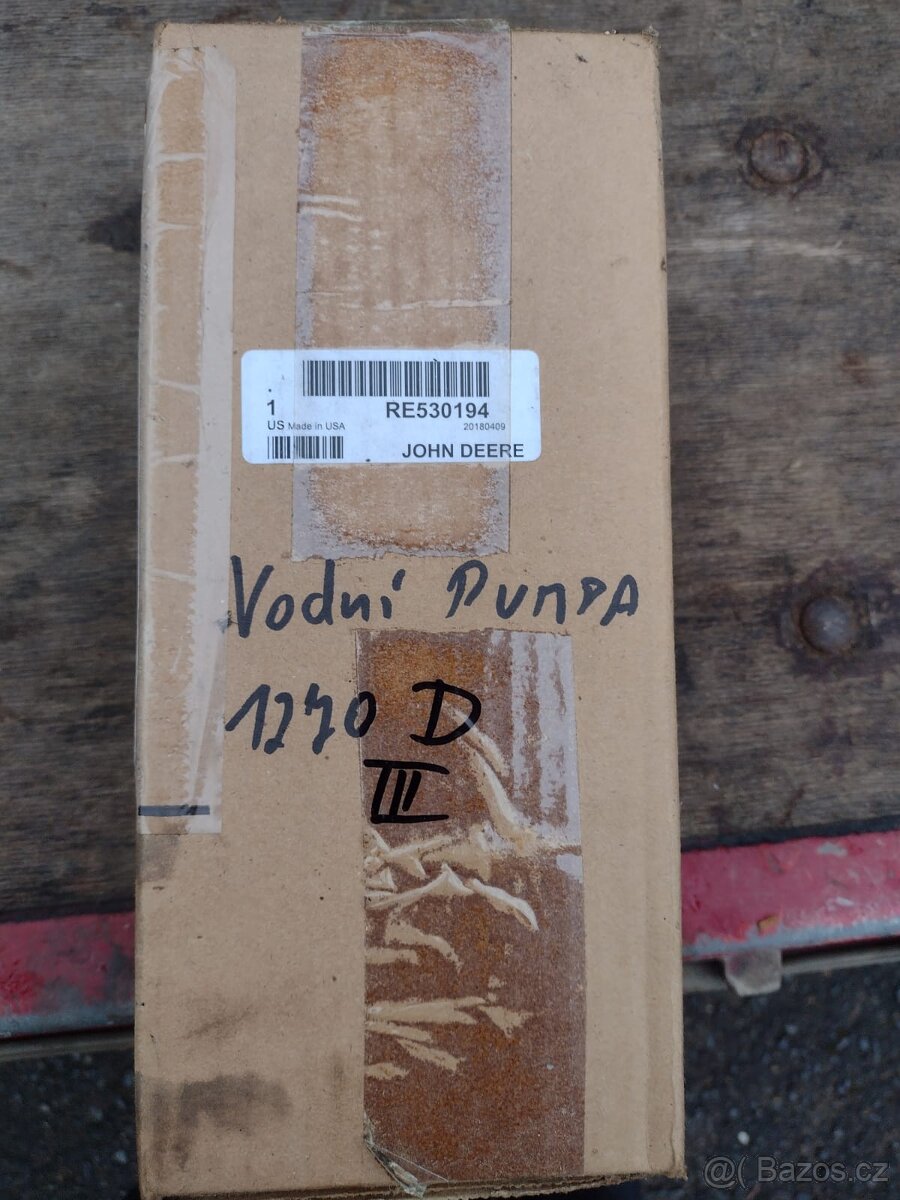 1 RE530194
US Made in USA 20180409
JOHN DEERE
Vodní PUMPA
1270 D
III
@( Bazos.cz